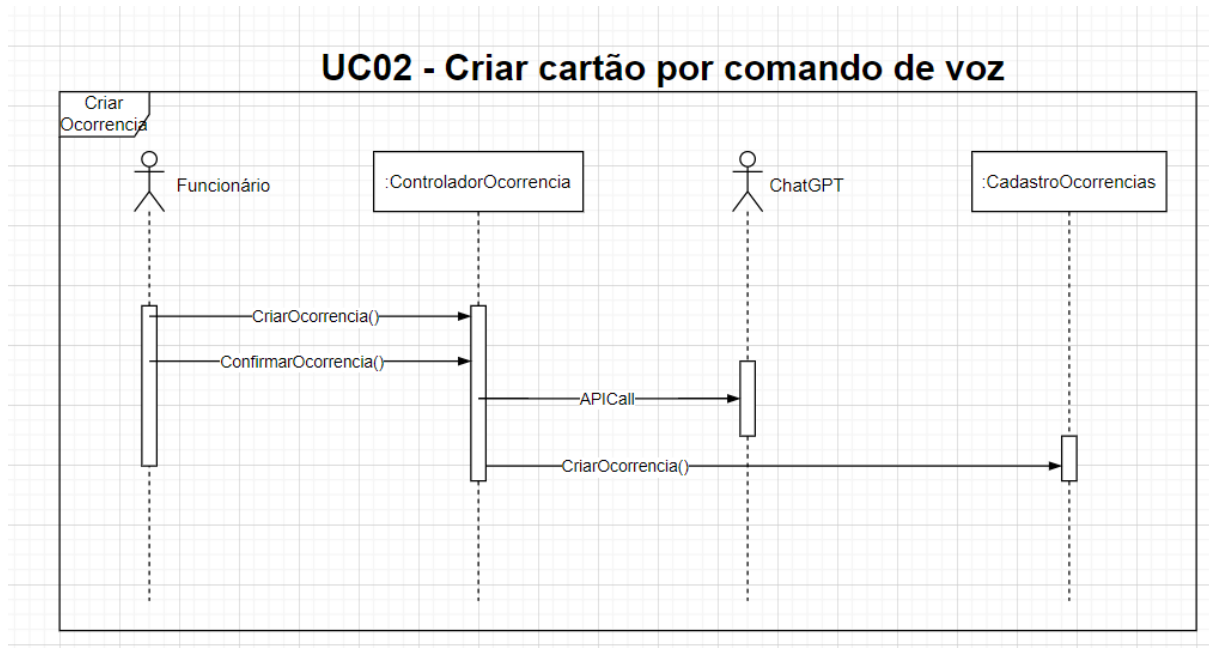 UC02 - Criar cartão por comando de voz
Criar
Ocorrencia
Funcionário
:ControladorOcorrencia
ChatGPT
:CadastroOcorrencias
CriarOcorrencia()
ConfirmarOcorrencia()
APICall
CriarOcorrencia()